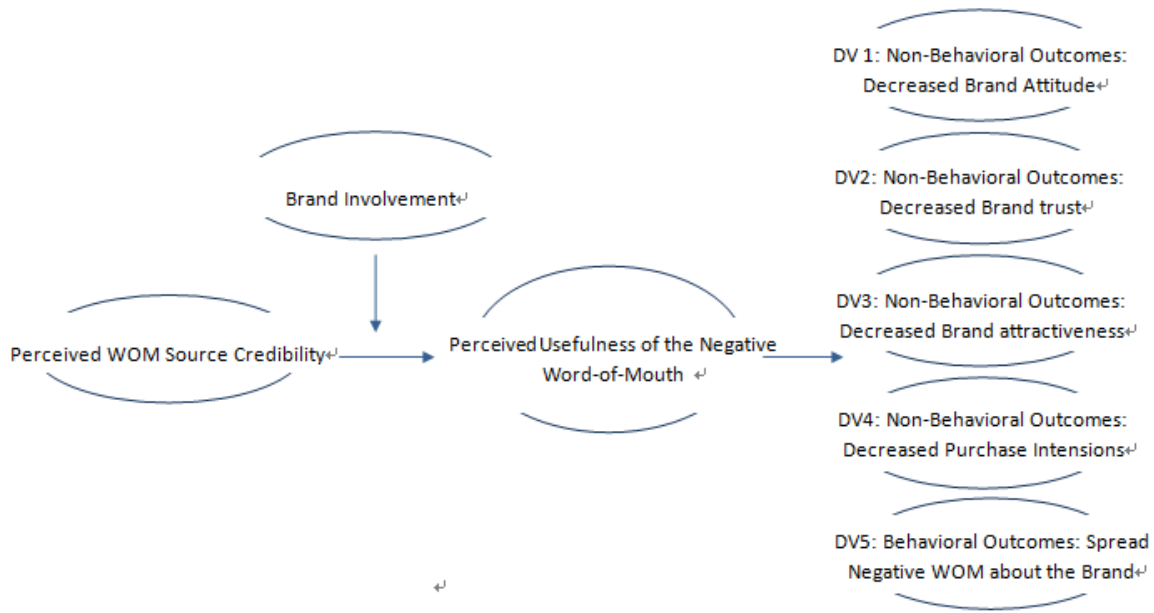 DV 1: Non-Behavioral Outcomes:
Decreased Brand Attitude↵
Brand Involvement↵
DV2: Non-Behavioral Outcomes:
Decreased Brand trust↵
Perceived WOM Source Credibility↵
Perceived Usefulness of the Negative
Word-of-Mouth ↵
DV3: Non-Behavioral Outcomes:
Decreased Brand attractiveness↵
DV4: Non-Behavioral Outcomes:
Decreased Purchase Intensions↵
DV5: Behavioral Outcomes: Spread
Negative WOM about the Brand↵
↵